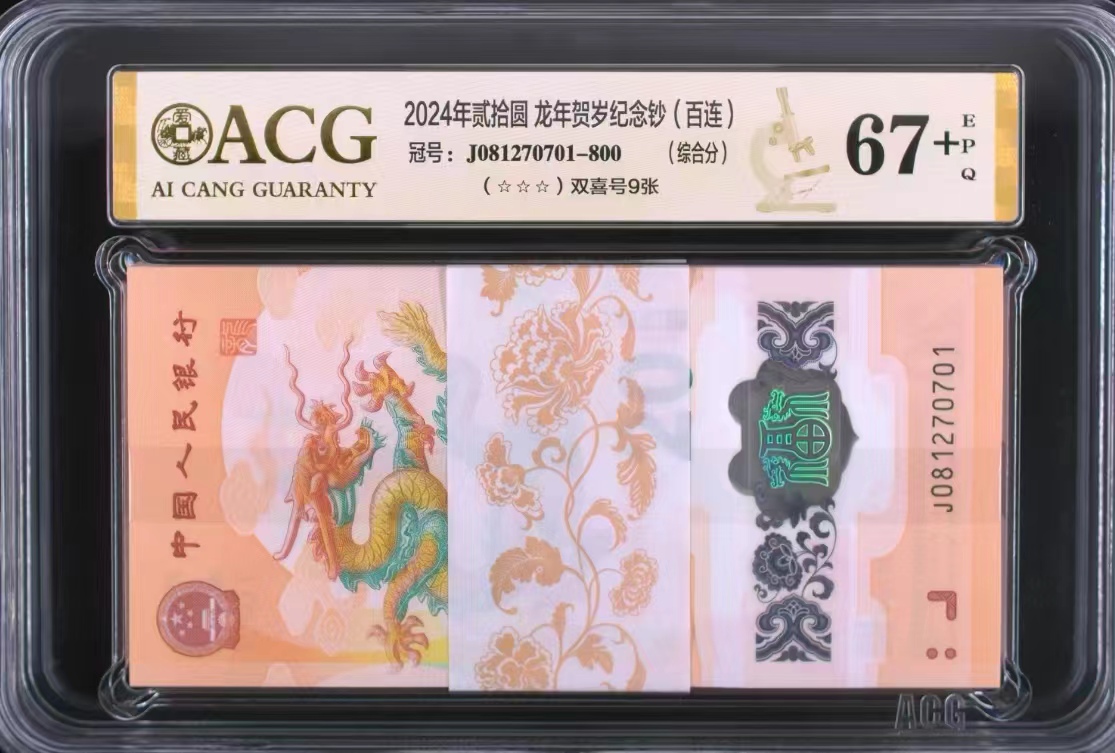 ACG
AI CANG GUARANTY
2024年贰拾圆 龙年贺岁纪念钞（百连）
冠号：J081270701-800 （综合分）
（☆☆☆）双喜号9张
67+
EPQ
中国人民银行
J081270701
ACG